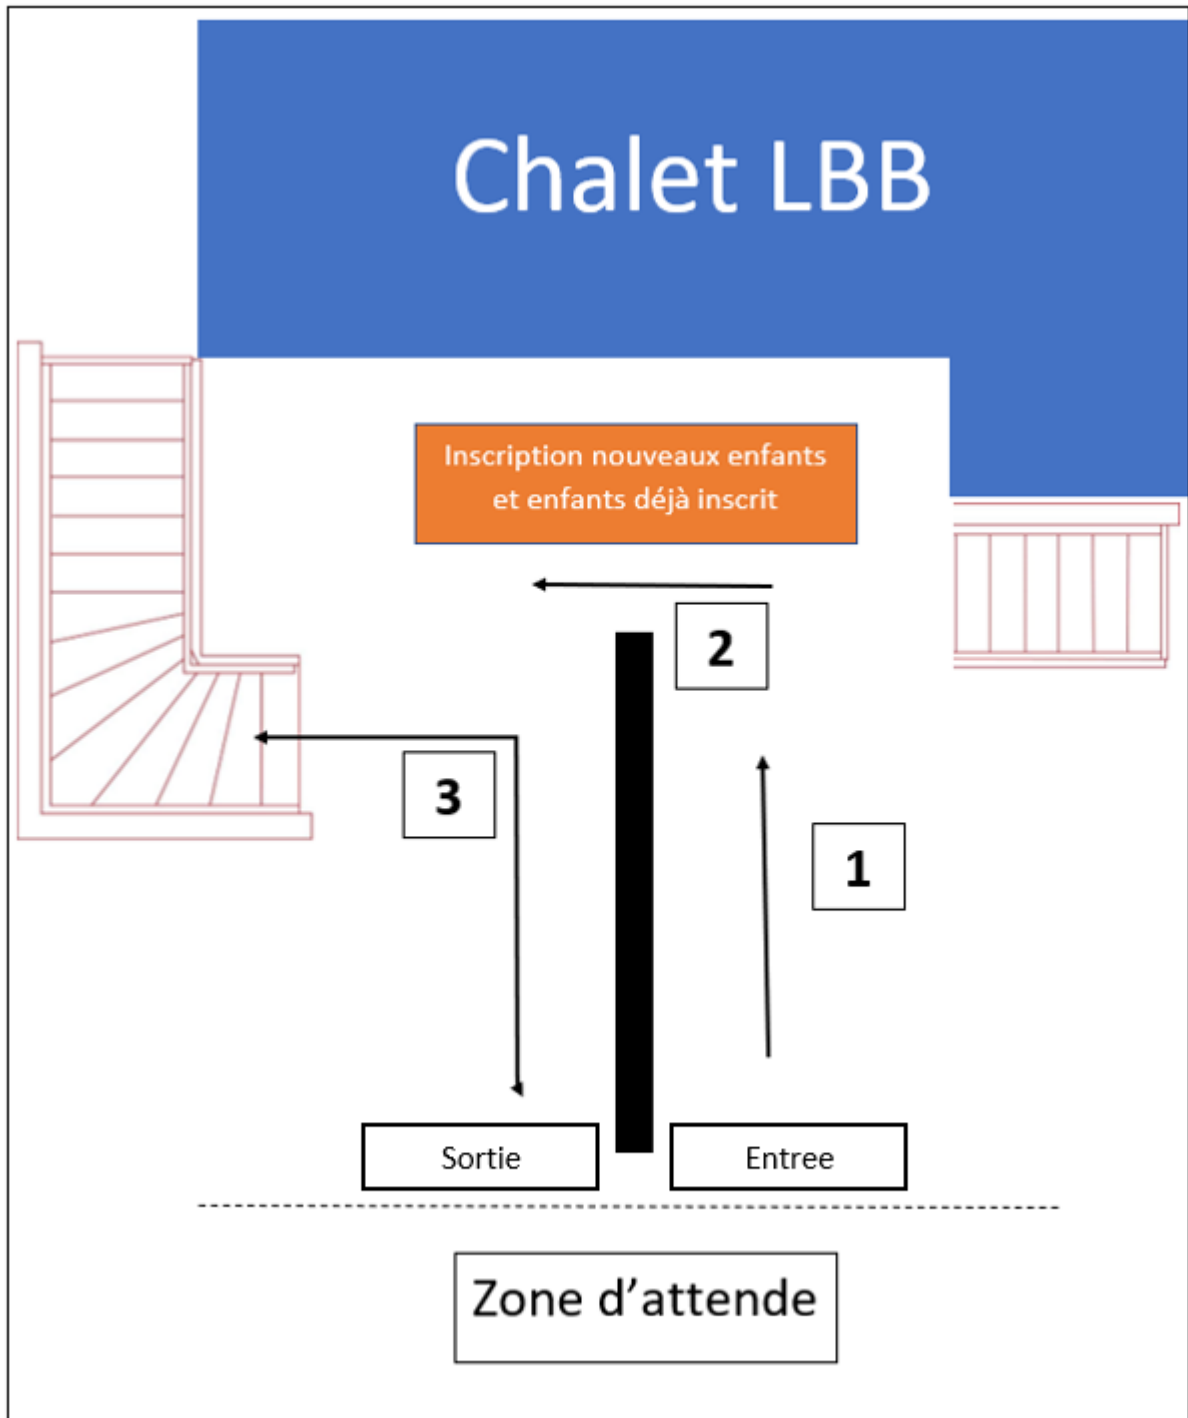 Chalet LBB
Inscription nouveaux enfants
et enfants déjà inscrit
2
3
1
Sortie
Entree
Zone d’attende